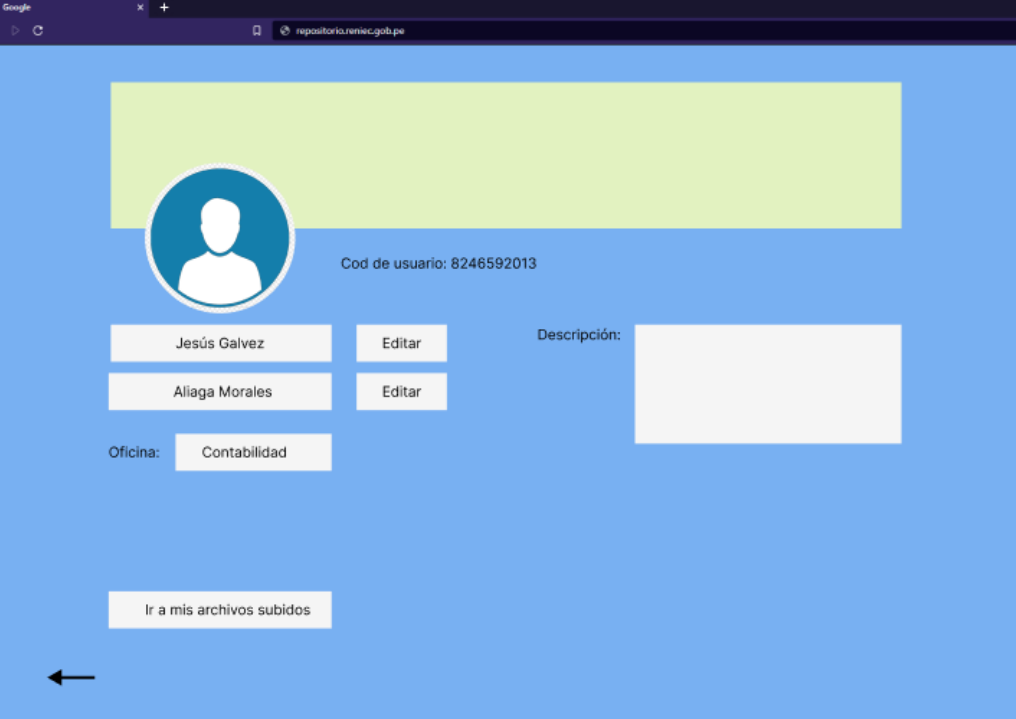 Google
repositorio.reniec.gob.pe
Cod de usuario: 8246592013
Jesús Galvez
Editar
Descripción:
Aliaga Morales
Editar
Oficina:
Contabilidad
Ir a mis archivos subidos